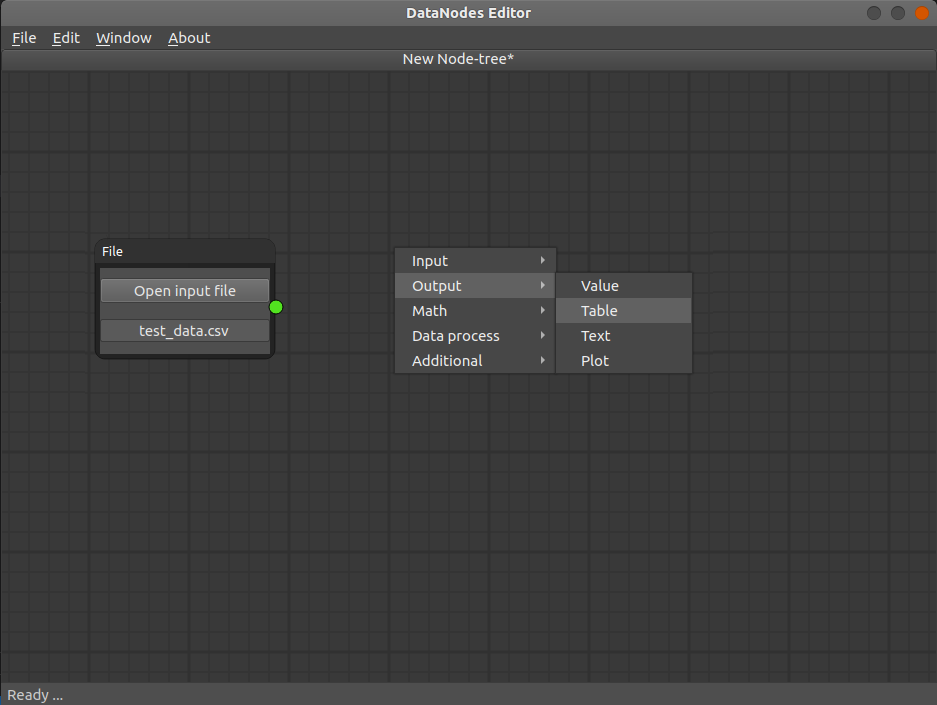 DataNodes Editor
File Edit Window About
New Node-tree*
File
Open input file
test_data.csv
Input
Output
Math
Data process
Additional
Value
Table
Text
Plot
Ready ...